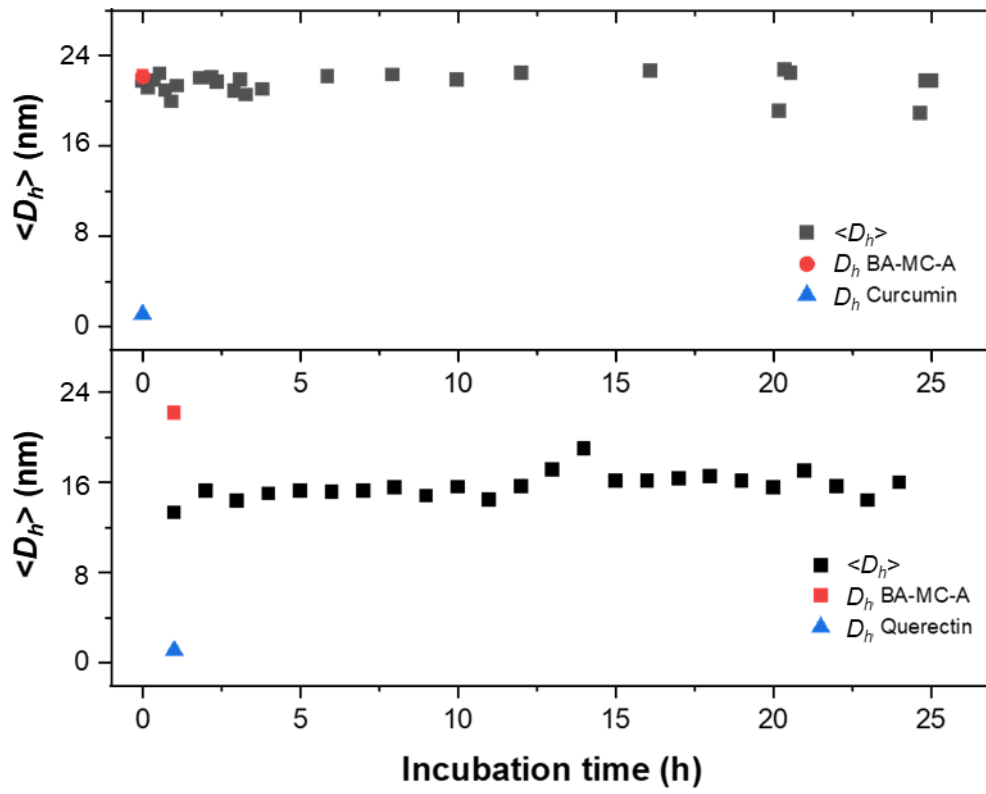 24
16
8
0
<Dh> (nm)
<Dh>
Dh BA-MC-A
Dh Curcumin
0 5 10 15 20 25
24
16
8
0
<Dh> (nm)
<Dh>
Dh BA-MC-A
Dh Querectin
0 5 10 15 20 25
Incubation time (h)